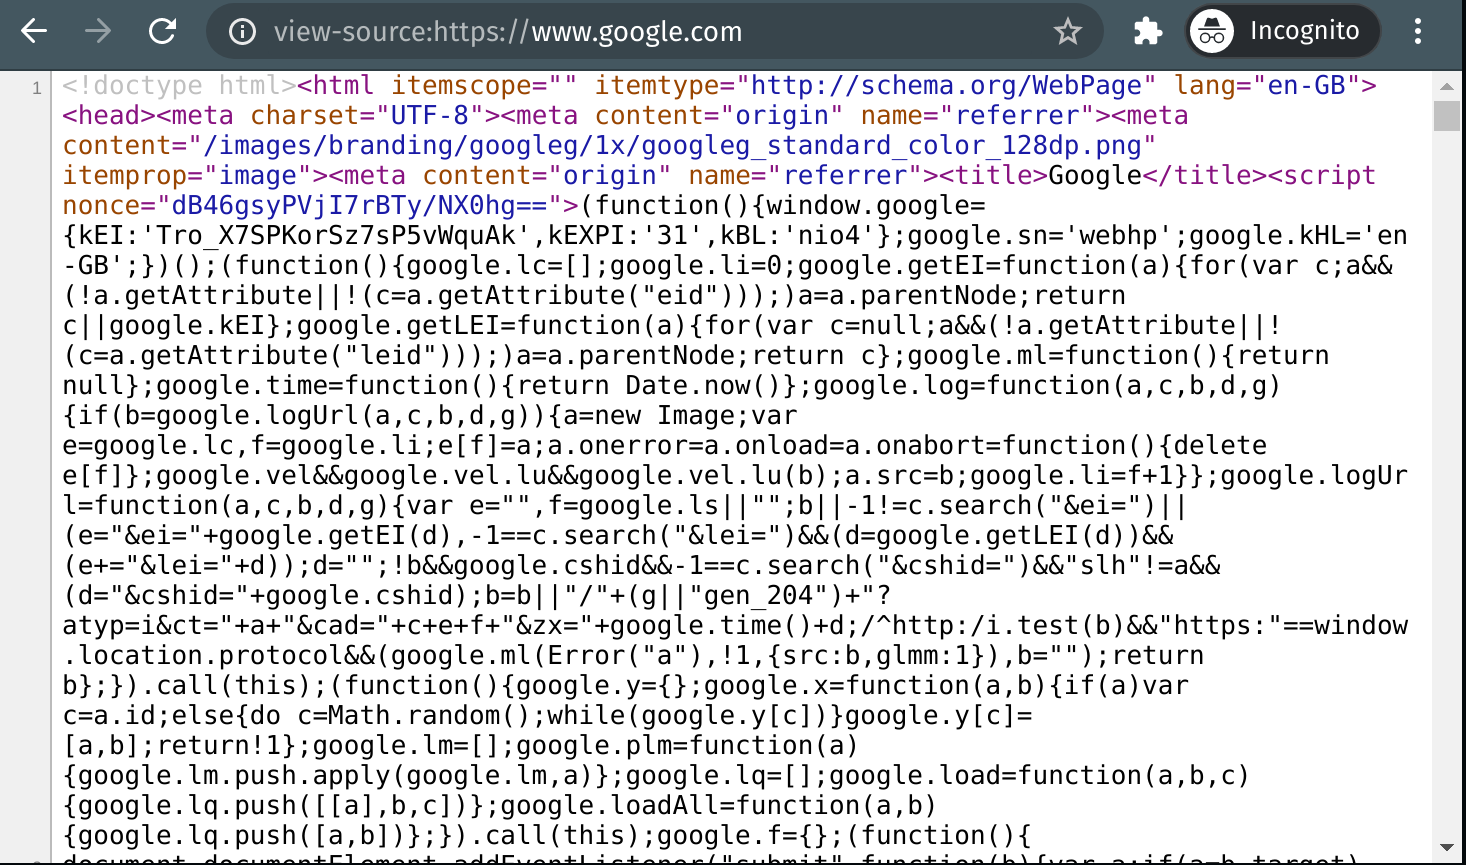 view-source:https://www.google.com
Incognito
1
<!doctype html><html itemscope="" itemtype="http://schema.org/WebPage" lang="en-GB">
<head><meta charset="UTF-8"><meta content="origin" name="referrer"><meta
content="/images/branding/googleg/1x/googleg_standard_color_128dp.png"
itemprop="image"><meta content="origin" name="referrer"><title>Google</title><script
nonce="dB46gsyPVjI7rBTy/NX0hg==">(function(){window.google=
{kEI:'Tro_X7SPKorSz7sP5vWquAk',kEXPI:'31',kBL:'nio4'};google.sn='webhp';google.kHL='en
-GB';})();(function(){google.lc=[];google.li=0;google.getEI=function(a){for(var c;a&&
(!a.getAttribute||!(c=a.getAttribute("eid")));)a=a.parentNode;return
c||google.kEI};google.getLEI=function(a){for(var c=null;a&&(!a.getAttribute||!
(c=a.getAttribute("leid")));)a=a.parentNode;return c};google.ml=function(){return
null};google.time=function(){return Date.now()};google.log=function(a,c,b,d,g)
{if(b=google.logUrl(a,c,b,d,g)){a=new Image;var
e=google.lc,f=google.li;e[f]=a;a.onerror=a.onload=a.onabort=function(){delete
e[f]};google.vel&&google.vel.lu&&google.vel.lu(b);a.src=b;google.li=f+1}};google.logUr
l=function(a,c,b,d,g){var e="",f=google.ls||"";b||-1!=c.search("&ei=")||
(e="&ei="+google.getEI(d),-1==c.search("&lei=")&&(d=google.getLEI(d))&&
(e+="&lei="+d));d="";!b&&google.cshid&&-1==c.search("&cshid=")&&"slh"!=a&&
(d="&cshid="+google.cshid);b=b||"/"+(g||"gen_204")+"?
atyp=i&ct="+a+"&cad="+c+e+f+"&zx="+google.time()+d;/^http:/i.test(b)&&"https:"==window
.location.protocol&&(google.ml(Error("a"),!1,{src:b,glmm:1}),b="");return
b};}).call(this);(function(){google.y={};google.x=function(a,b){if(a)var
c=a.id;else{do c=Math.random();while(google.y[c])}google.y[c]=
[a,b];return!1};google.lm=[];google.plm=function(a)
{google.lm.push.apply(google.lm,a)};google.lq=[];google.load=function(a,b,c)
{google.lq.push([[a],b,c])};google.loadAll=function(a,b)
{google.lq.push([a,b])};}).call(this);google.f={};(function(){
document.documentElement.addEventListener("submit",function(b){var a;if(a=b.target)